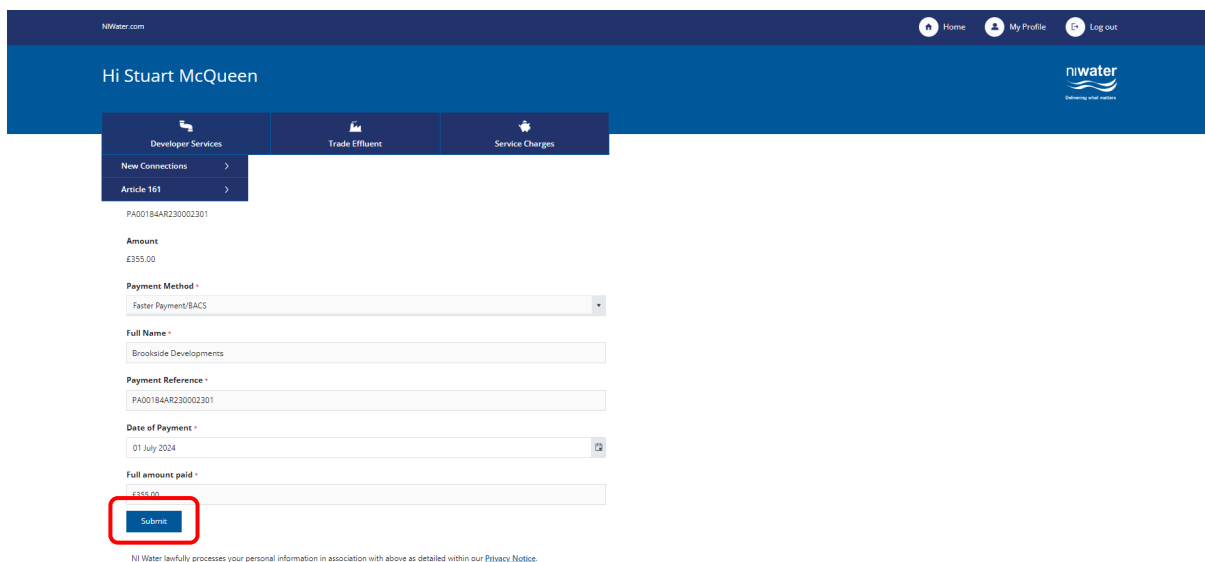 NIWater.com
Home
My Profile
Log out
Hi Stuart McQueen
niwater
Delivering what matters
Developer Services
Trade Effluent
Service Charges
New Connections
Article 161
PA00184AR230002301
Amount
£355.00
Payment Method *
Faster Payment/BACS
Full Name *
Brookside Developments
Payment Reference *
PA00184AR230002301
Date of Payment *
01 July 2024
Full amount paid *
£355.00
Submit
NI Water lawfully processes your personal information in association with above as detailed within our Privacy Notice.